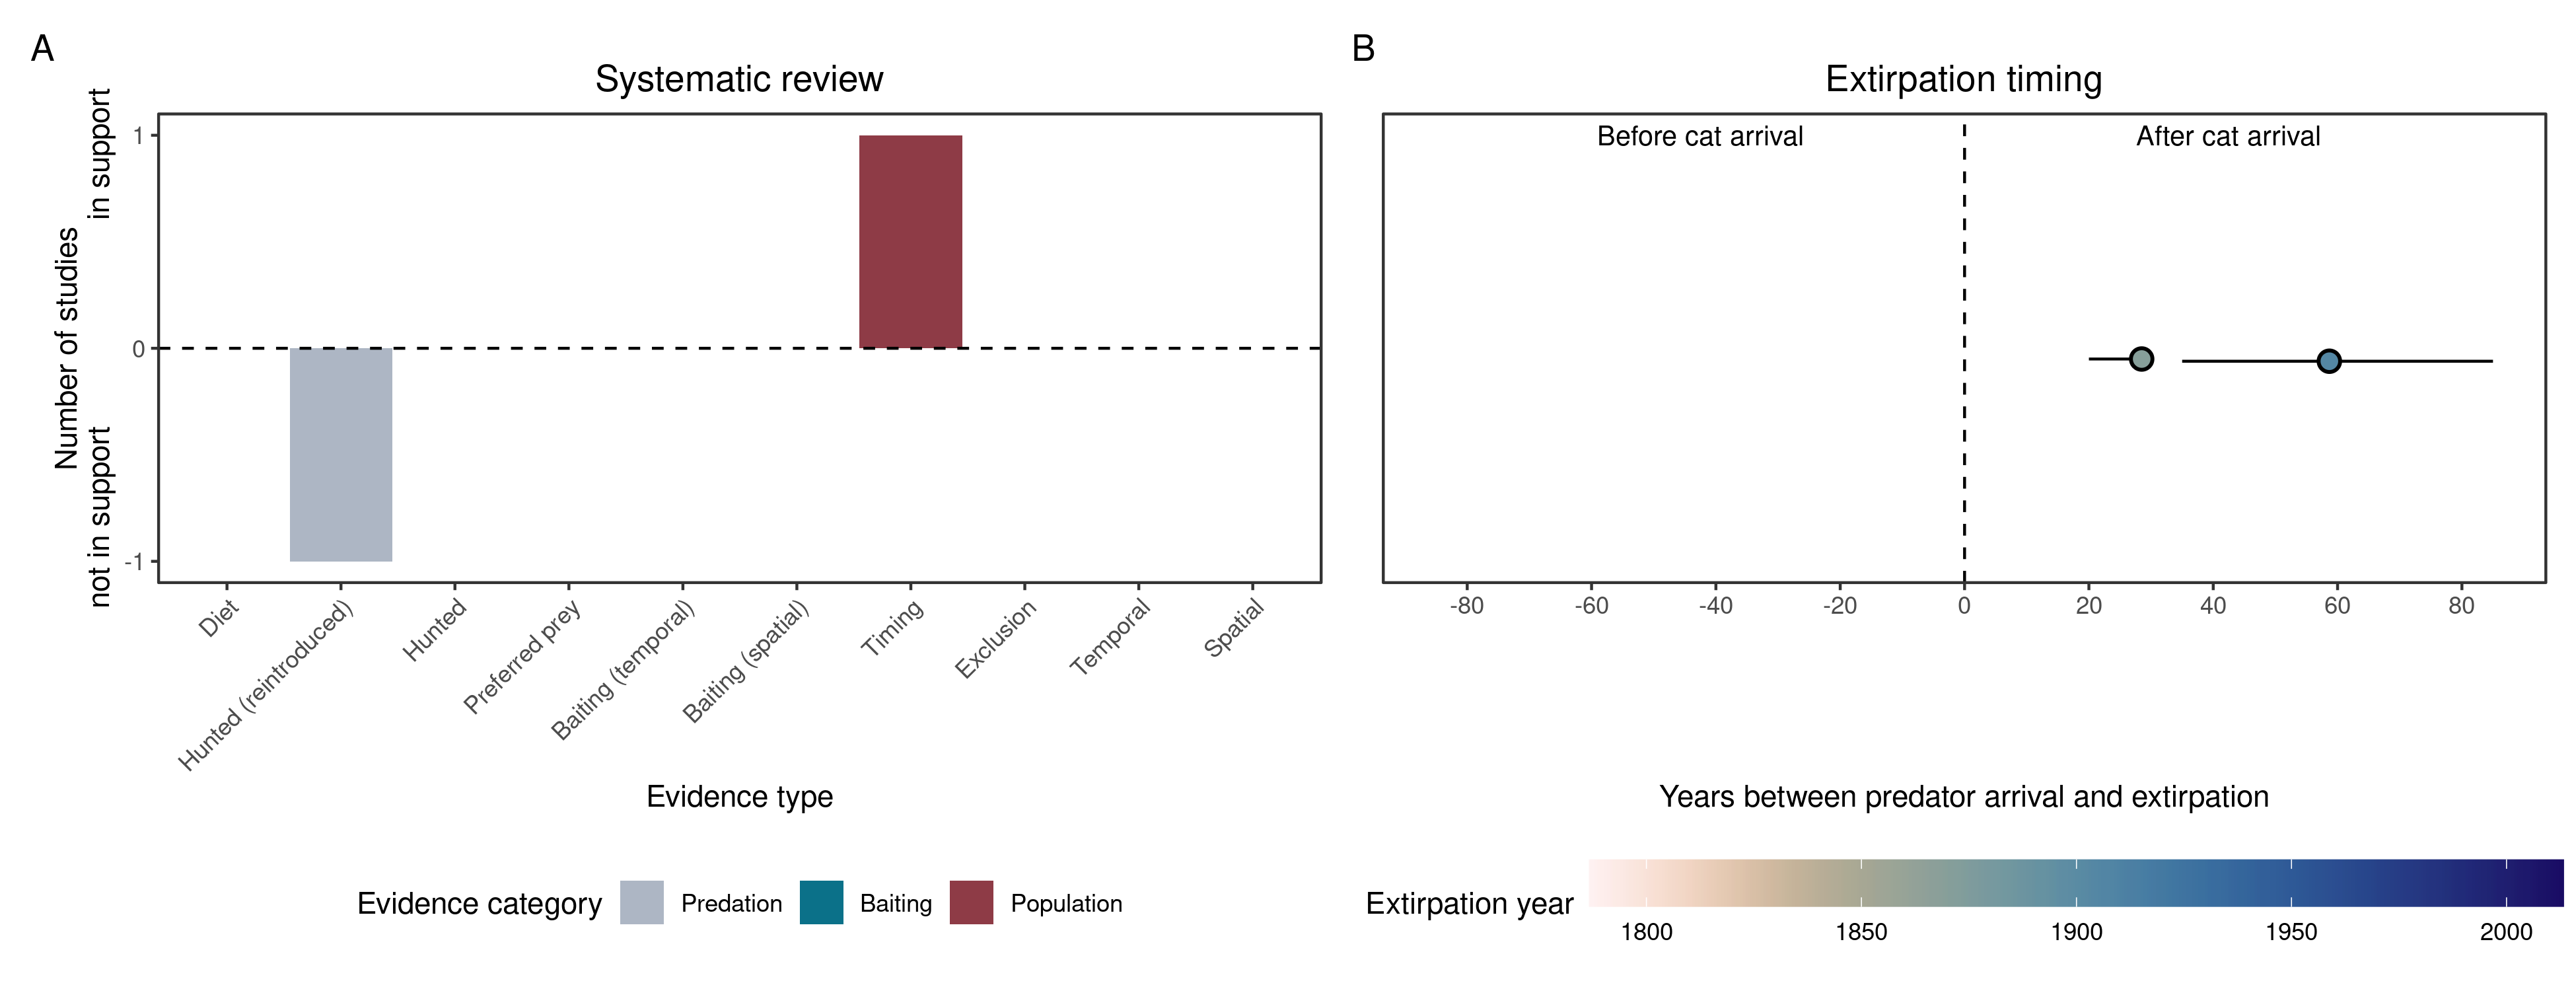 A
Systematic review
Number of studies
not in support
in support
1
0
-1
Diet
Hunted (reintroduced)
Hunted
Preferred prey
Baiting (temporal)
Baiting (spatial)
Timing
Exclusion
Temporal
Spatial
Evidence type
Evidence category
Predation
Baiting
Population
B
Extirpation timing
Before cat arrival
After cat arrival
-80
-60
-40
-20
0
20
40
60
80
Years between predator arrival and extirpation
Extirpation year
1800
1850
1900
1950
2000